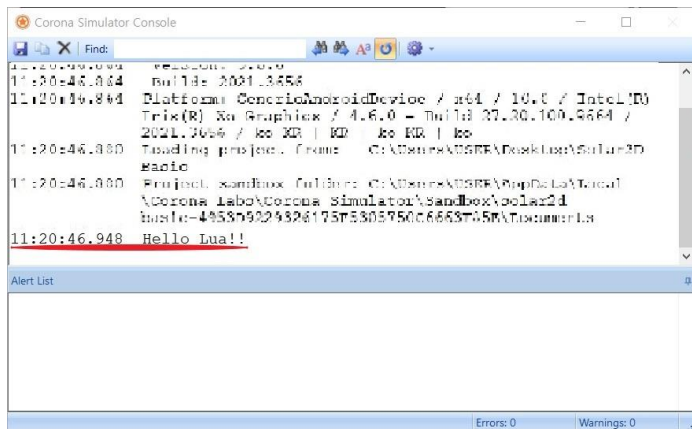 Corona Simulator Console
Find:
11:20:46.864 Build: 2021.3656
11:20:46.864 Platform: GenericAndroidDevice / x64 / 10.0 / Intel(R)
Iris(R) Xe Graphics / 4.6.0 - Build 27.20.100.9664 /
2021.3656 / ko_KR | KR | ko_KR | ko
11:20:46.880 Loading project from: C:\Users\USER\Desktop\Solar2D
Basic
11:20:46.880 Project sandbox folder: C:\Users\USER\AppData\Local
\Corona Labs\Corona Simulator\Sandbox\solar2d
\Documents
11:20:46.948 Hello Lua!!
Alert List
Errors: 0 Warnings: 0